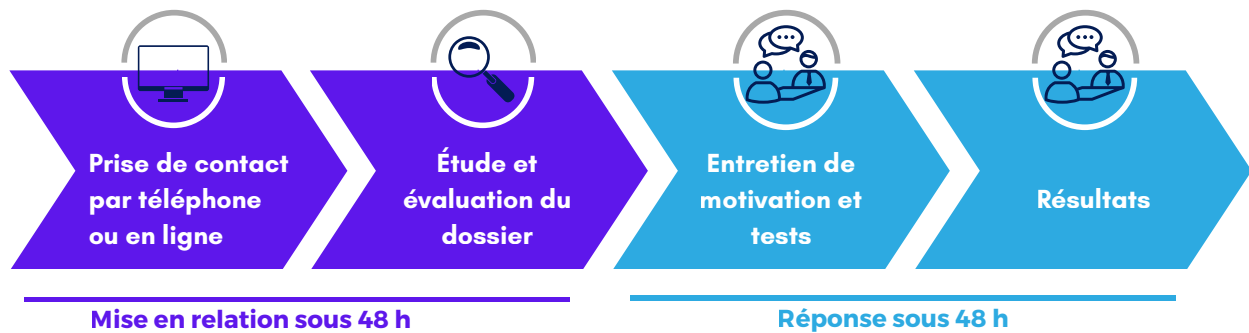 Prise de contact
par téléphone
ou en ligne
Étude et
évaluation du
dossier
Entretien de
motivation et
tests
Résultats
Mise en relation sous 48 h
Réponse sous 48 h